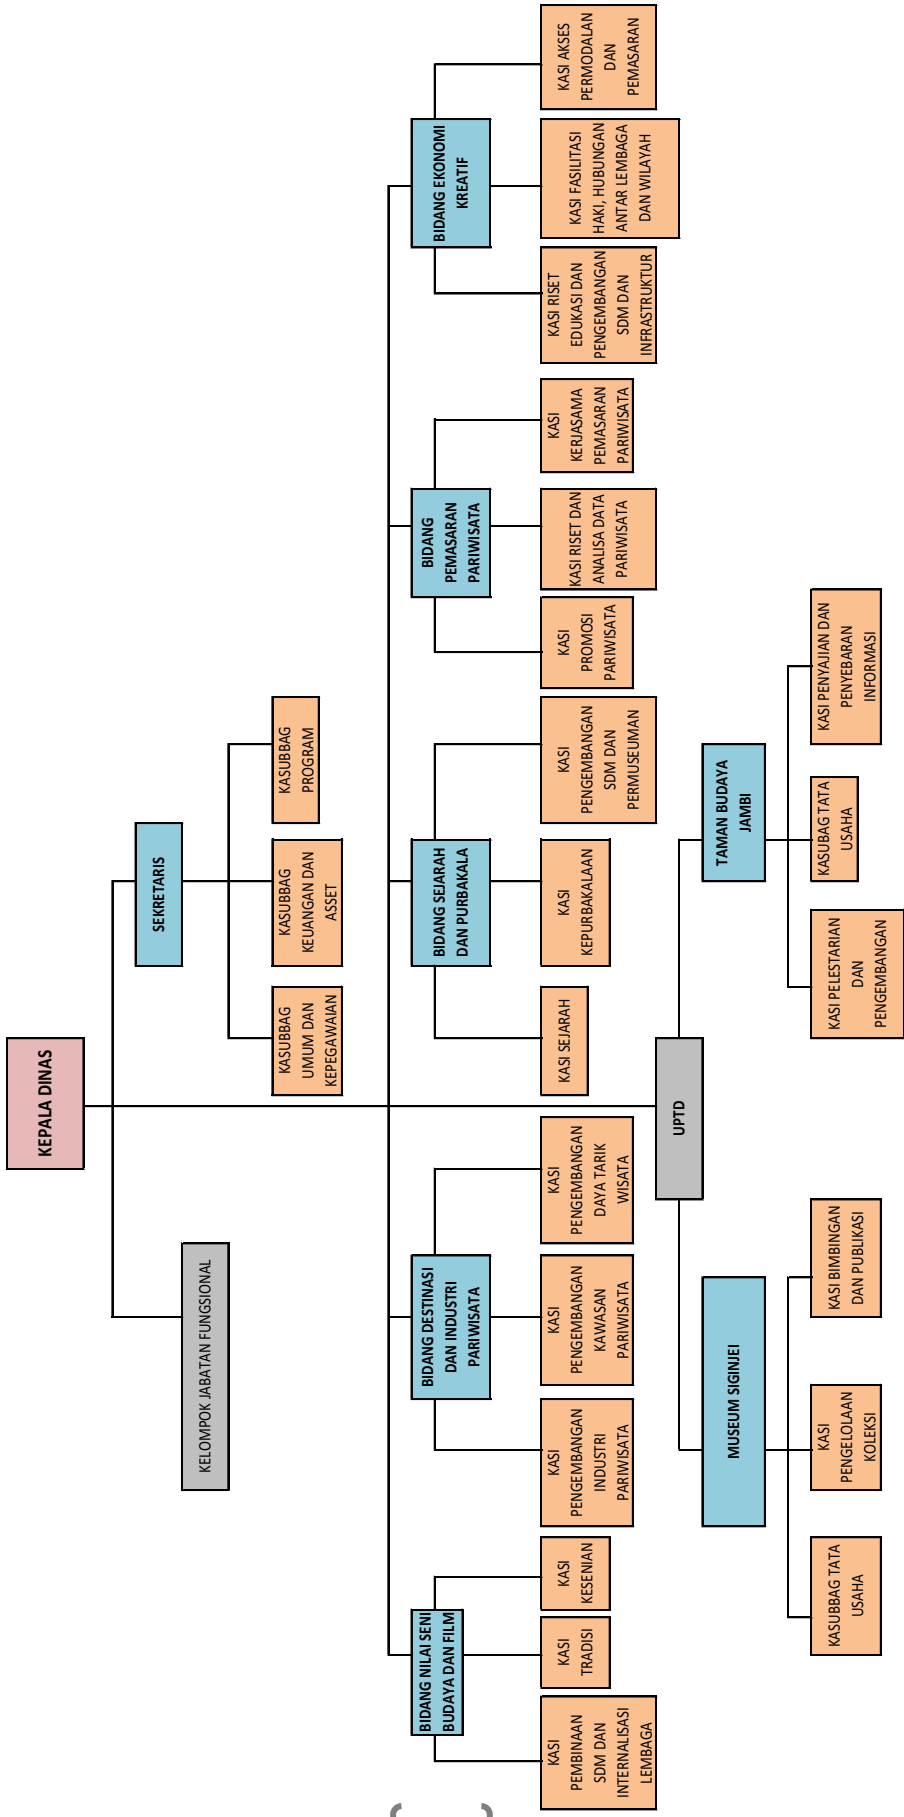 KEPALA DINAS
KELOMPOK JABATAN FUNGSIONAL
SEKRETARIS
KASUBBAG
UMUM DAN
KEPEGAWAIAN
KASUBBAG
KEUANGAN DAN
ASSET
KASUBBAG
PROGRAM
BIDANG NILAI SENI
BUDAYA DAN FILM
BIDANG DESTINASI
DAN INDUSTRI
PARIWISATA
BIDANG SEJARAH
DAN PURBAKALA
BIDANG
PEMASARAN
PARIWISATA
BIDANG EKONOMI
KREATIF
KASI
PEMBINAAN
SDM DAN
INTERNALISASI
LEMBAGA
KASI
TRADISI
KASI
KESENIAN
KASI
PENGEMBANGAN
INDUSTRI
PARIWISATA
KASI
PENGEMBANGAN
KAWASAN
PARIWISATA
KASI
PENGEMBANGAN
DAYA TARIK
WISATA
KASI SEJARAH
KASI
KEPURBAKALAAN
KASI
PENGEMBANGAN
SDM DAN
PERMUSEUMAN
KASI
PROMOSI
PARIWISATA
KASI RISET DAN
ANALISA DATA
PARIWISATA
KASI
KERJASAMA
PEMASARAN
PARIWISATA
KASI RISET
EDUKASI DAN
PENGEMBANGAN
SDM DAN
INFRASTRUKTUR
KASI FASILITASI
HAKI, HUBUNGAN
ANTAR LEMBAGA
DAN WILAYAH
KASI AKSES
PERMODALAN
DAN
PEMASARAN
UPTD
MUSEUM SIGINJEI
TAMAN BUDAYA
JAMBI
KASUBBAG TATA
USAHA
KASI
PENGELOLAAN
KOLEKSI
KASI BIMBINGAN
DAN PUBLIKASI
KASI PELESTARIAN
DAN
PENGEMBANGAN
KASUBAG TATA
USAHA
KASI PENYAJIAN DAN
PENYEBARAN
INFORMASI